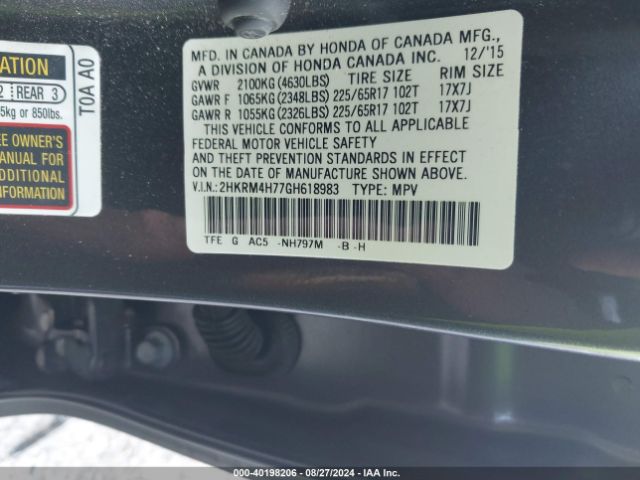 ATION
2 REAR 3
5kg or 850lbs.
EE OWNER'S
MANUAL FOR
ADDITIONAL
INFORMATION
T0A A0
MFD. IN CANADA BY HONDA OF CANADA MFG.,
A DIVISION OF HONDA CANADA INC. 12/'15
GVWR 2100KG(4630LBS) TIRE SIZE RIM SIZE
GAWR F 1065KG(2348LBS) 225/65R17 102T 17X7J
GAWR R 1055KG(2326LBS) 225/65R17 102T 17X7J
THIS VEHICLE CONFORMS TO ALL APPLICABLE
FEDERAL MOTOR VEHICLE SAFETY
AND THEFT PREVENTION STANDARDS IN EFFECT
ON THE DATE OF MANUFACTURE SHOWN ABOVE.
V.I.N.: 2HKRM4H77GH618983 TYPE: MPV
TFE G AC5 -NH797M -B -H
000-40198206 - 08/27/2024 - IAA Inc.